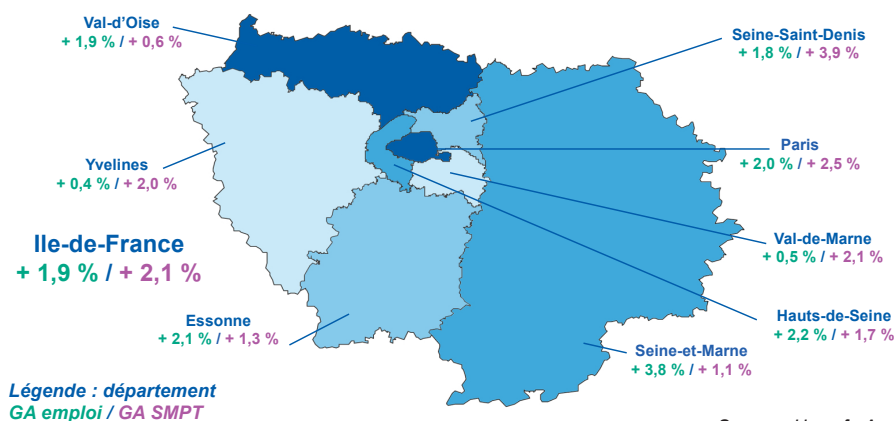 Val-d'Oise
+ 1,9 % / + 0,6 %
Seine-Saint-Denis
+ 1,8 % / + 3,9 %
Paris
+ 2,0 % / + 2,5 %
Yvelines
+ 0,4 % / + 2,0 %
Ile-de-France
+ 1,9 % / + 2,1 %
Val-de-Marne
+ 0,5 % / + 2,1 %
Essonne
+ 2,1 % / + 1,3 %
Hauts-de-Seine
+ 2,2 % / + 1,7 %
Seine-et-Marne
+ 3,8 % / + 1,1 %
Légende : département
GA emploi / GA SMPT